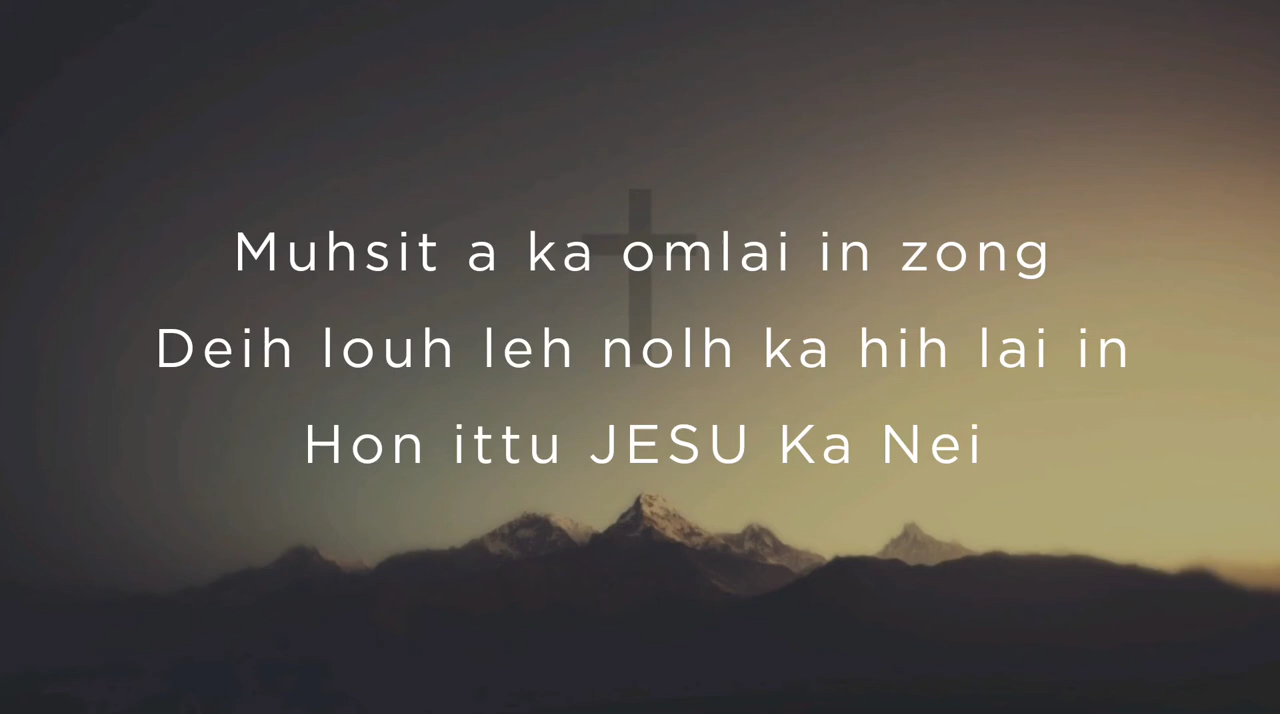 Muhsit a ka omlai in zong
Deih louh leh nolh ka hih lai in
Hon ittu JESU Ka Nei